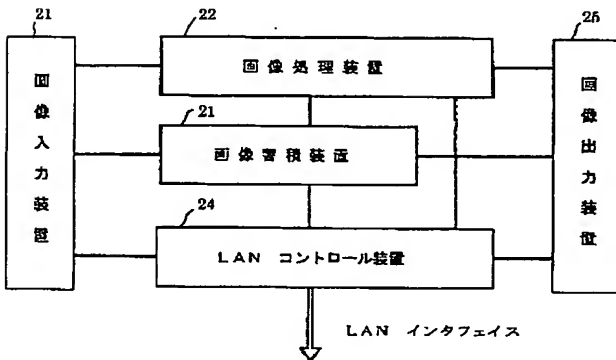 21
22
25
画像入力装置
画像処理装置
画像出力装置
21
画像蓄積装置
24
LAN コントロール装置
LAN インタフェイス